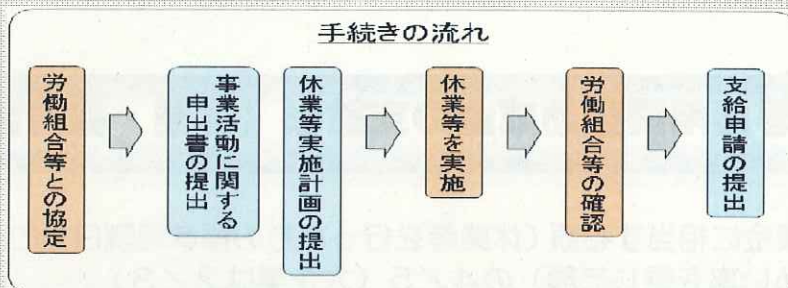 手続きの流れ
労働組合等との協定
事業活動に関する
申出書の提出
休業等実施計画の提出
休業等を実施
労働組合等の確認
支給申請の提出